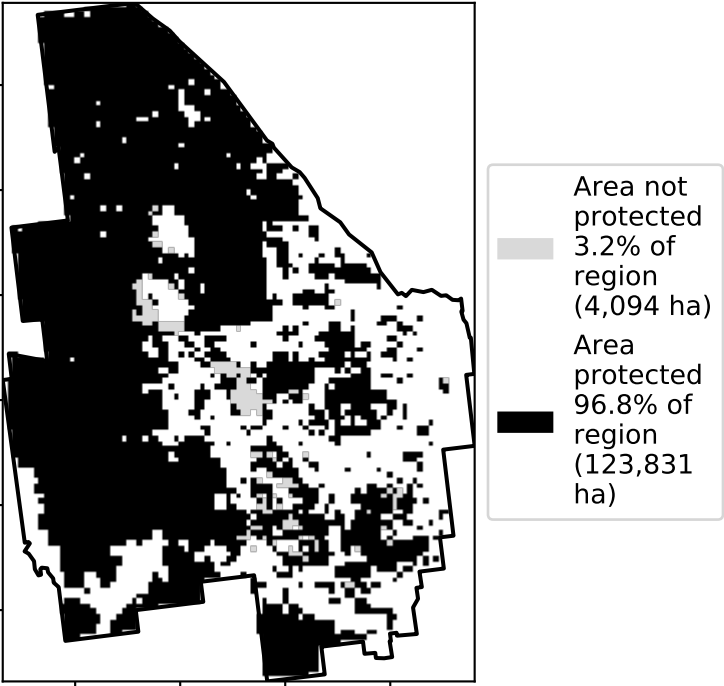 Area not
protected
3.2% of
region
(4,094 ha)
Area
protected
96.8% of
region
(123,831
ha)